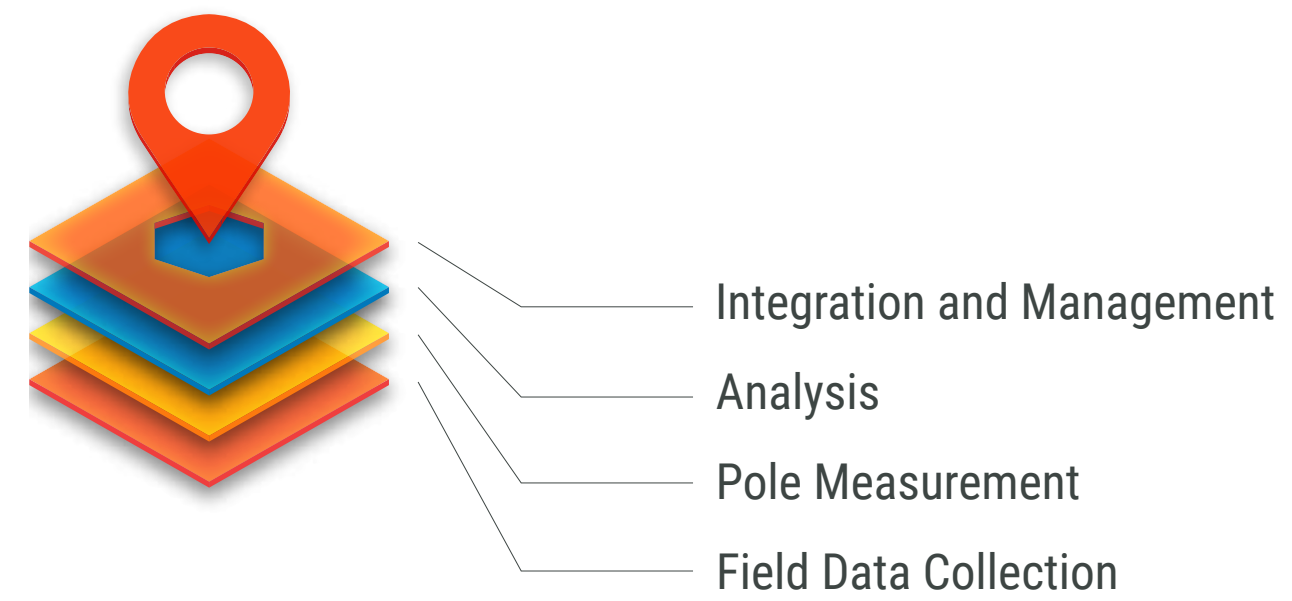 Integration and Management
Analysis
Pole Measurement
Field Data Collection